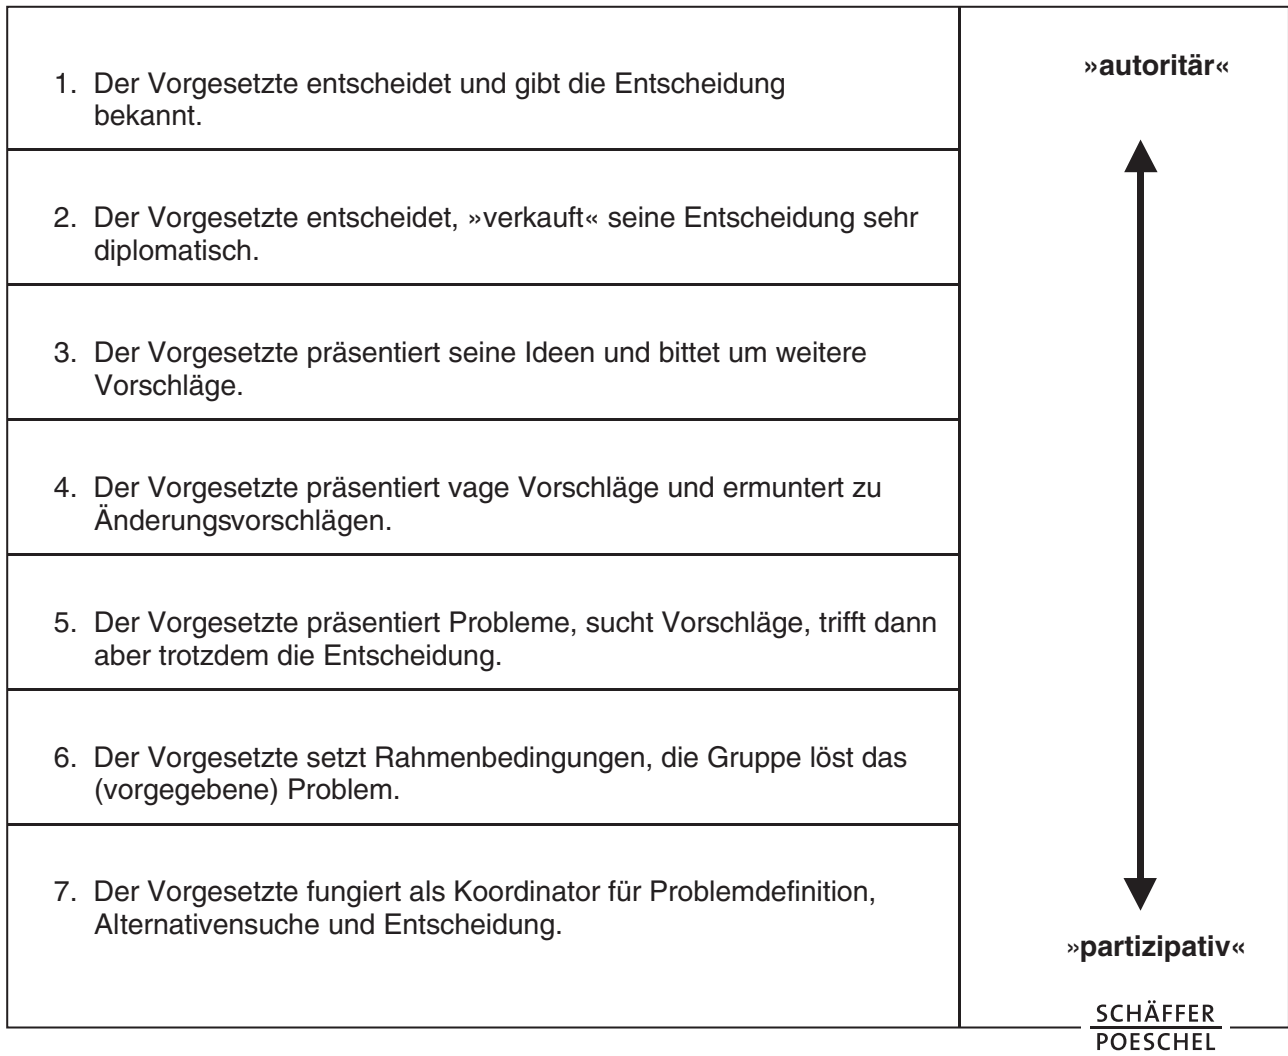 1. Der Vorgesetzte entscheidet und gibt die Entscheidung
bekannt.
2. Der Vorgesetzte entscheidet, »verkauft« seine Entscheidung sehr
diplomatisch.
3. Der Vorgesetzte präsentiert seine Ideen und bittet um weitere
Vorschläge.
4. Der Vorgesetzte präsentiert vage Vorschläge und ermuntert zu
Änderungsvorschlägen.
5. Der Vorgesetzte präsentiert Probleme, sucht Vorschläge, trifft dann
aber trotzdem die Entscheidung.
6. Der Vorgesetzte setzt Rahmenbedingungen, die Gruppe löst das
(vorgegebene) Problem.
7. Der Vorgesetzte fungiert als Koordinator für Problemdefinition,
Alternativensuche und Entscheidung.
»autoritär«
»partizipativ«
SCHÄFFER
POESCHEL